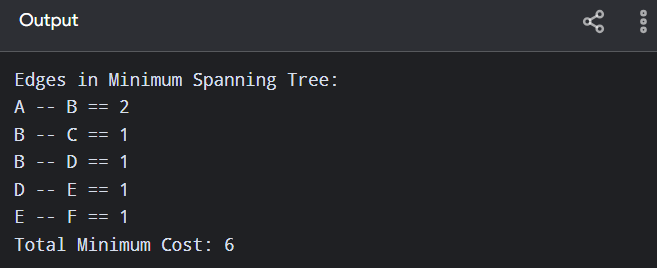 Output
Edges in Minimum Spanning Tree:
A -- B == 2
B -- C == 1
B -- D == 1
D -- E == 1
E -- F == 1
Total Minimum Cost: 6